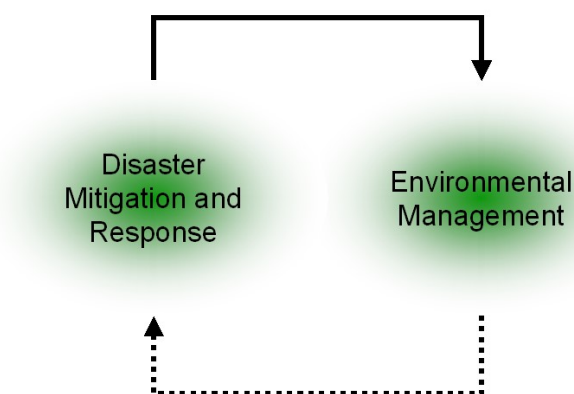 Disaster
Mitigation and
Response
Environmental
Management